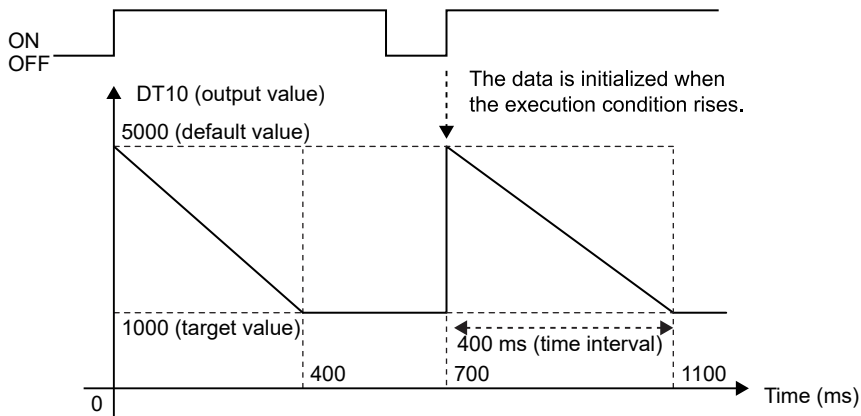 ON
OFF
The data is initialized when
the execution condition rises.
DT10 (output value)
5000 (default value)
1000 (target value)
400 ms (time interval)
400
700
1100
0
Time (ms)